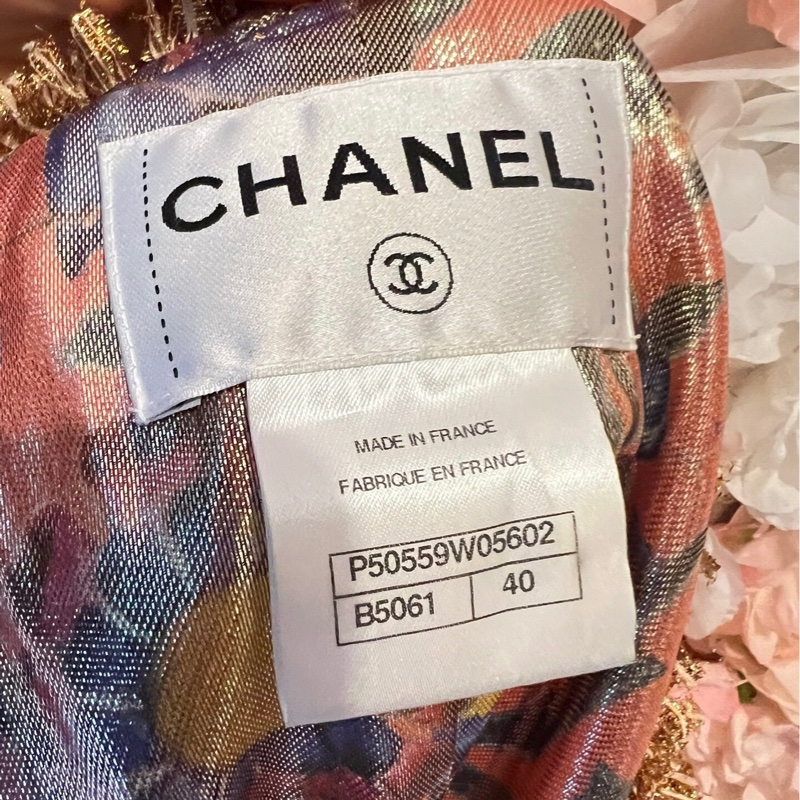 CHANEL
MADE IN FRANCE
FABRIQUE EN FRANCE
P50559W05602
B5061 40